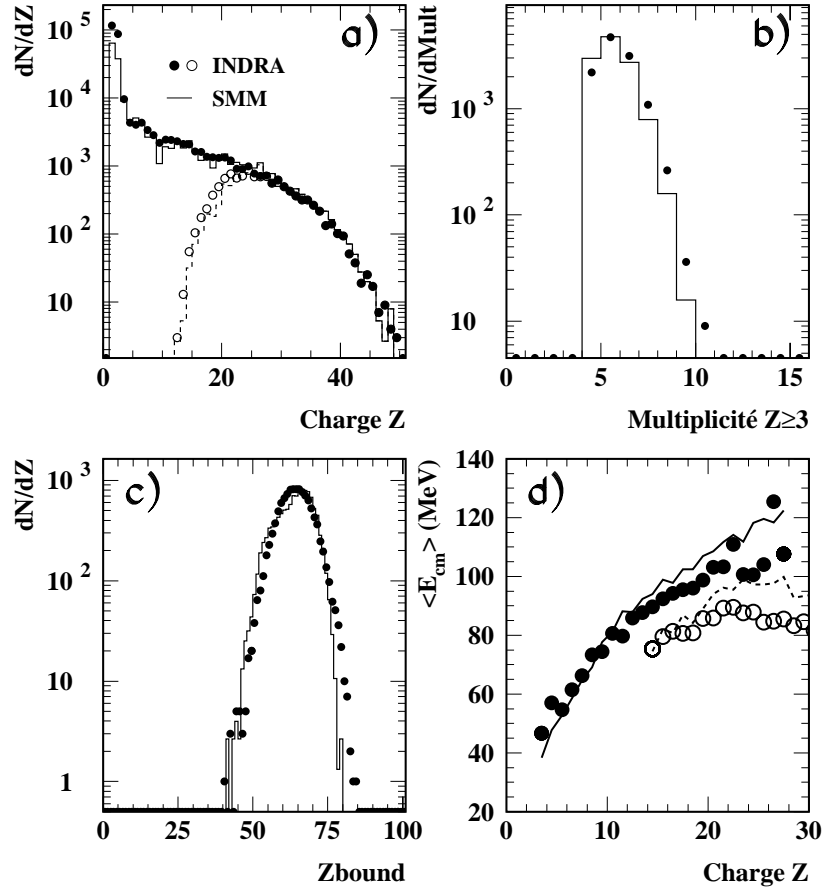 dN/dZ
10^5
10^4
10^3
10^2
10
a)
INDRA
SMM
0
20
40
Charge Z
dN/dMult
10^3
10^2
10
b)
0
5
10
15
Multiplicité Z≥3
dN/dZ
10^3
10^2
10
1
c)
0
25
50
75
100
Zbound
<E_cm> (MeV)
140
120
100
80
60
40
20
d)
0
10
20
30
Charge Z